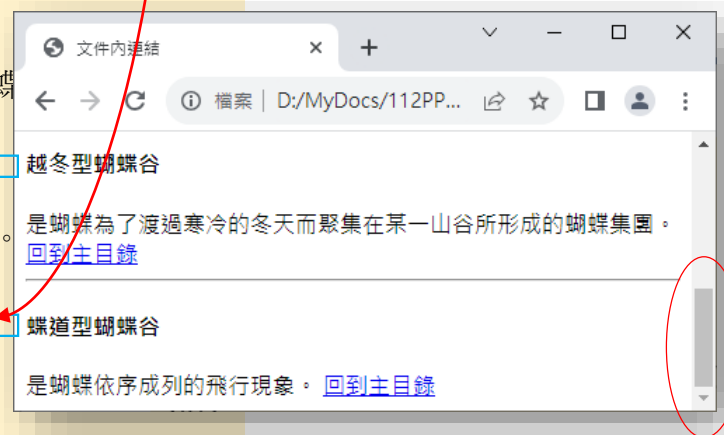 文件內連結
檔案 | D:/MyDocs/112PP...
越冬型蝴蝶谷
是蝴蝶為了渡過寒冷的冬天而聚集在某一山谷所形成的蝴蝶集團。
回到主目錄
蝶道型蝴蝶谷
是蝴蝶依序成列的飛行現象。 回到主目錄